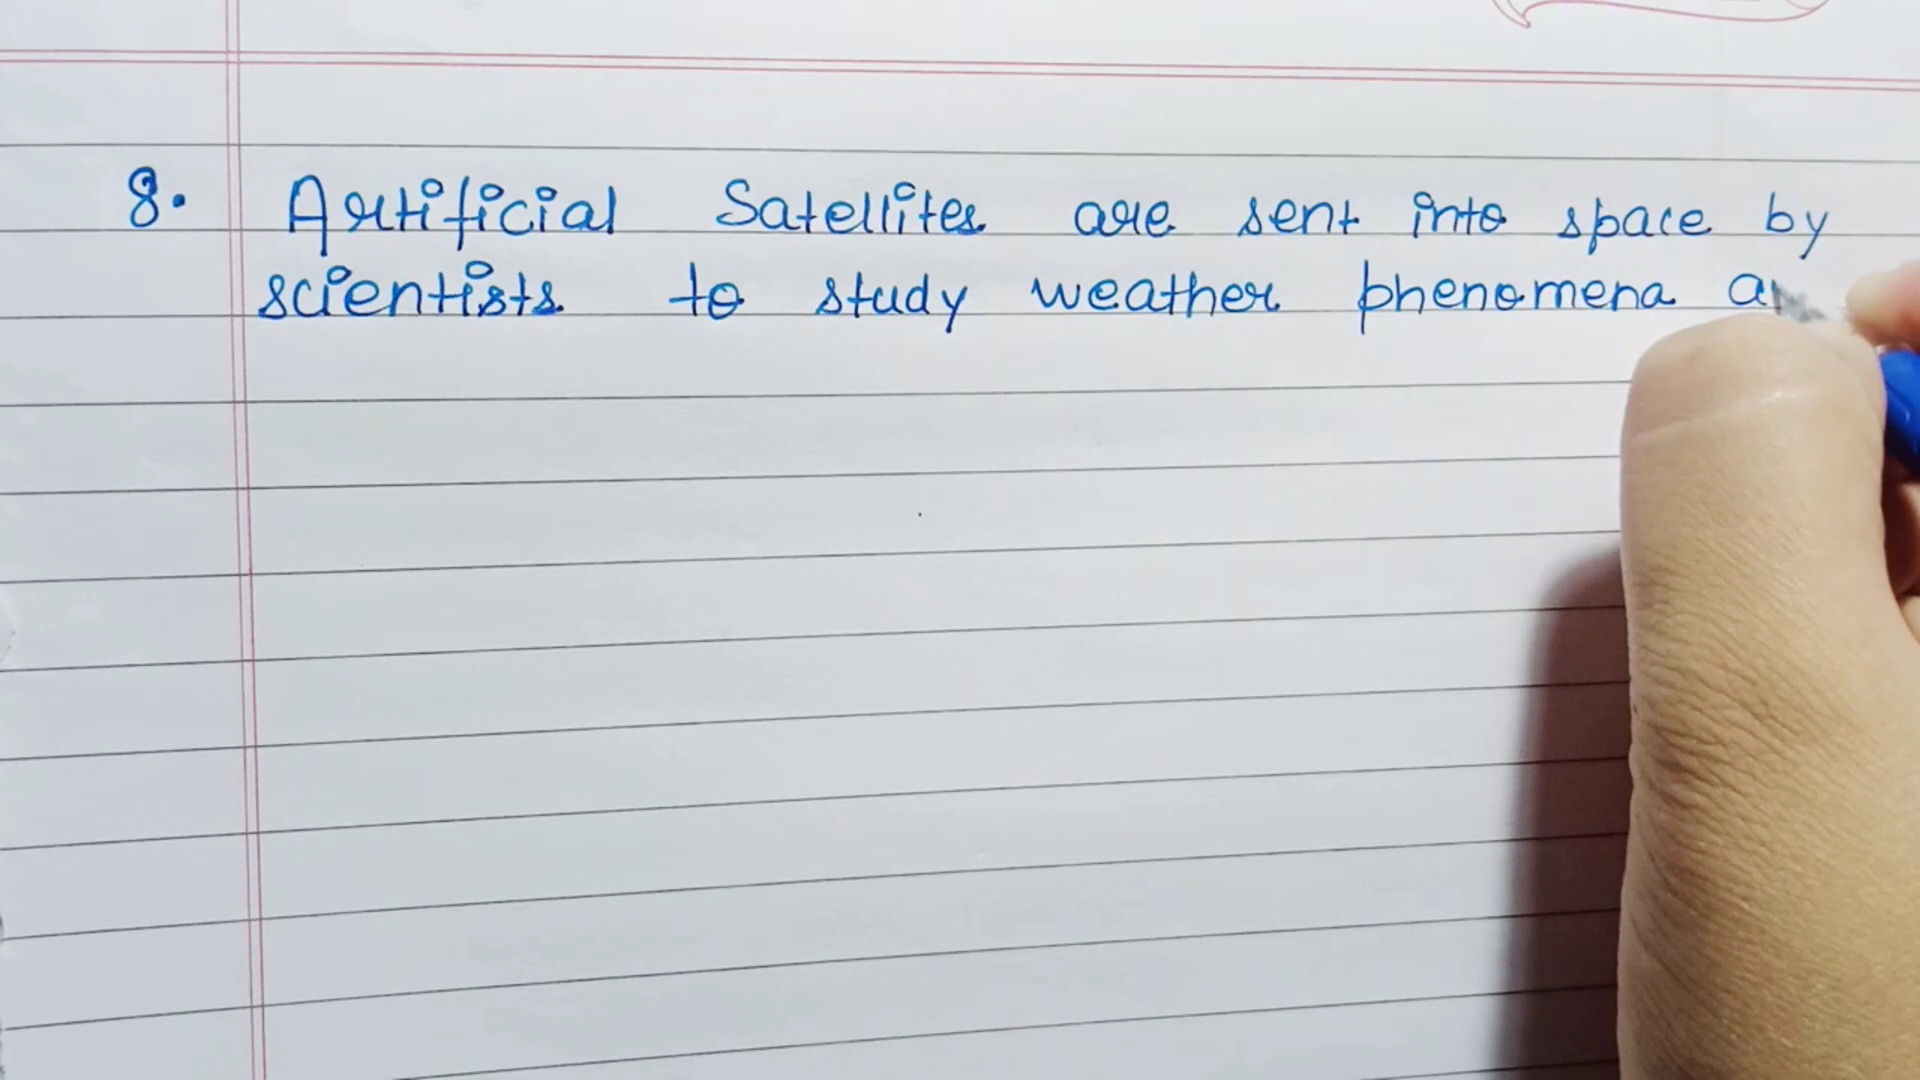 8. Artificial Satellites are sent into space by
scientists to study weather phenomena